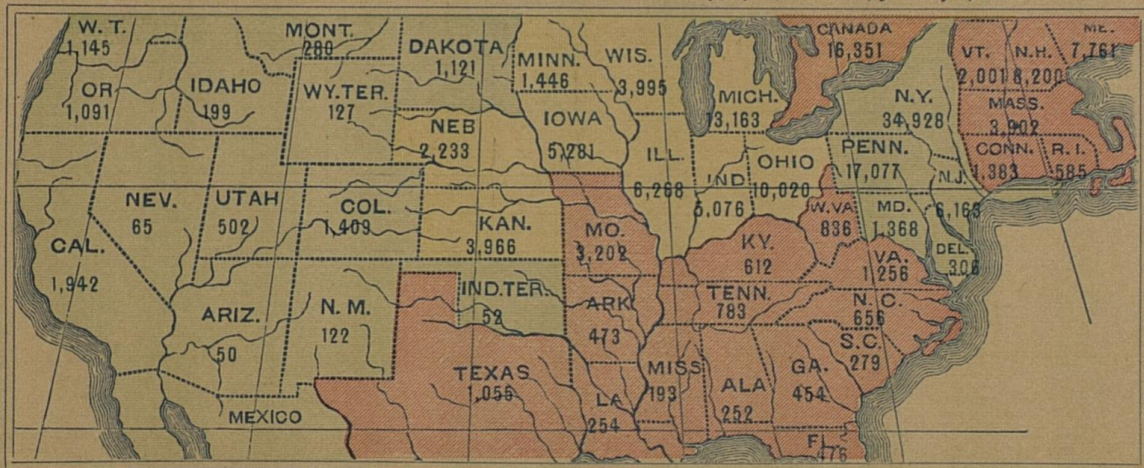 W. T.
1,145
MONT.
280
DAKOTA
1,121
MINN.
1,446
WIS.
3,995
CANADA
16,351
VT.
2,001
N.H.
8,200
ME.
7,761
OR
1,091
IDAHO
199
WY.TER.
127
NEB
2,233
IOWA
5,281
MICH.
13,163
N.Y.
34,928
MASS.
3,902
CONN.
1,383
R.I.
585
NEV.
65
UTAH
502
COL.
1,409
KAN.
3,966
ILL.
6,268
IND
5,076
OHIO
10,020
PENN.
17,077
N.J.
6,163
CAL.
1,942
MO.
3,202
KY.
612
W.VA
836
MD.
1,368
DEL.
306
VA.
1,256
ARIZ.
50
N. M.
122
IND.TER.
52
ARK
473
TENN.
783
N. C.
656
S.C.
279
MEXICO
TEXAS
1,056
LA
254
MISS
193
ALA
252
GA.
454
FL.
476